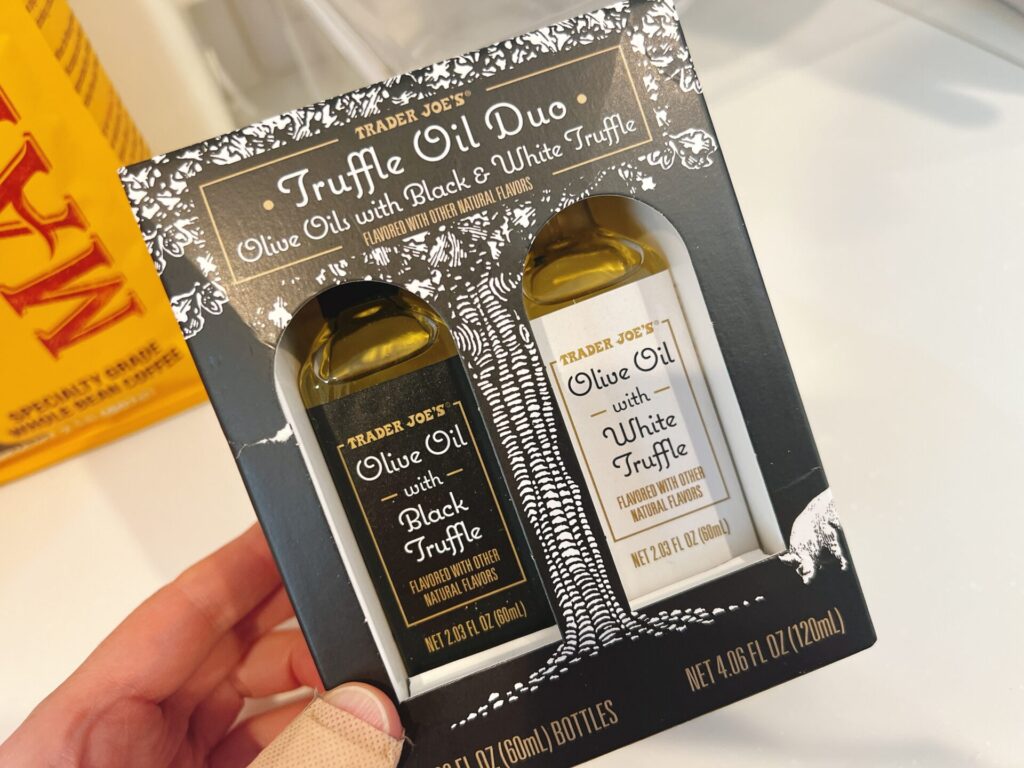 TRADER JOE'S®
Truffle Oil Duo
Olive Oils with Black & White Truffle
FLAVORED WITH OTHER NATURAL FLAVORS
TRADER JOE'S®
Olive Oil
with
Black
Truffle
FLAVORED WITH OTHER
NATURAL FLAVORS
NET 2.03 FL OZ (60mL)
TRADER JOE'S®
Olive Oil
with
White
Truffle
FLAVORED WITH OTHER
NATURAL FLAVORS
NET 2.03 FL OZ (60mL)
FL OZ (60mL) BOTTLES
NET 4.06 FL OZ (120mL)
SPECIALTY GRADE
WHOLE BEAN COFFEE